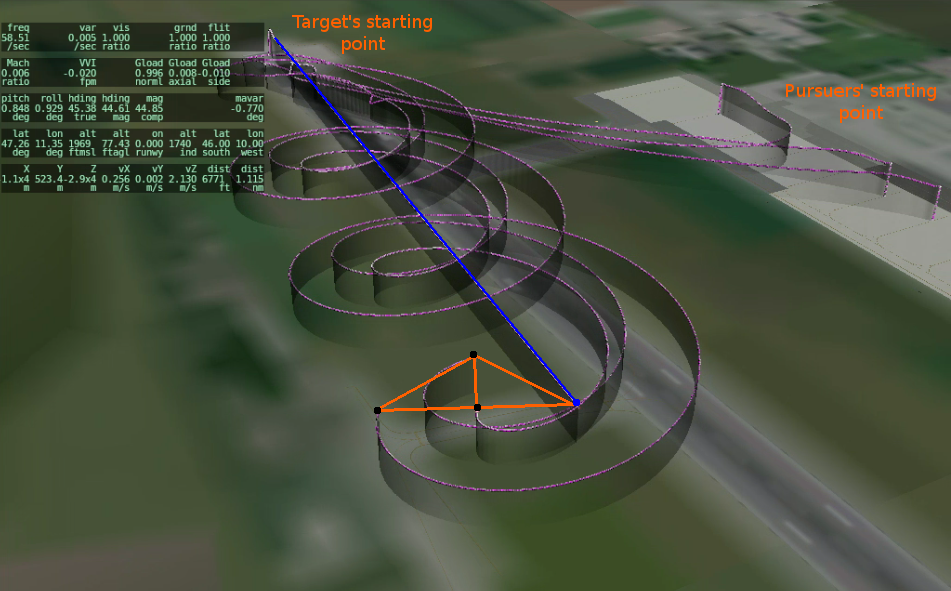 Target's starting
point
Pursuers' starting
point
freq var vis grnd flit
58.51 0.005 1.000 1.000 1.000
/sec /sec ratio ratio ratio
Mach VVI Gload Gload Gload
0.006 -0.020 0.996 0.008 -0.010
ratio fpm norml axial side
pitch roll hding hding mag mavar
0.848 0.929 45.38 44.61 44.85 -0.770
deg deg true mag comp deg
lat lon alt alt on alt lat lon
47.26 11.35 1969 77.43 0.000 1740 46.00 10.00
deg deg ftmsl ftagl runwy ind south west
X Y Z vX vY vZ dist dist
1.1x4 523.4 -2.9x4 0.256 0.002 2.130 6771 1.115
m m m m/s m/s m/s ft nm